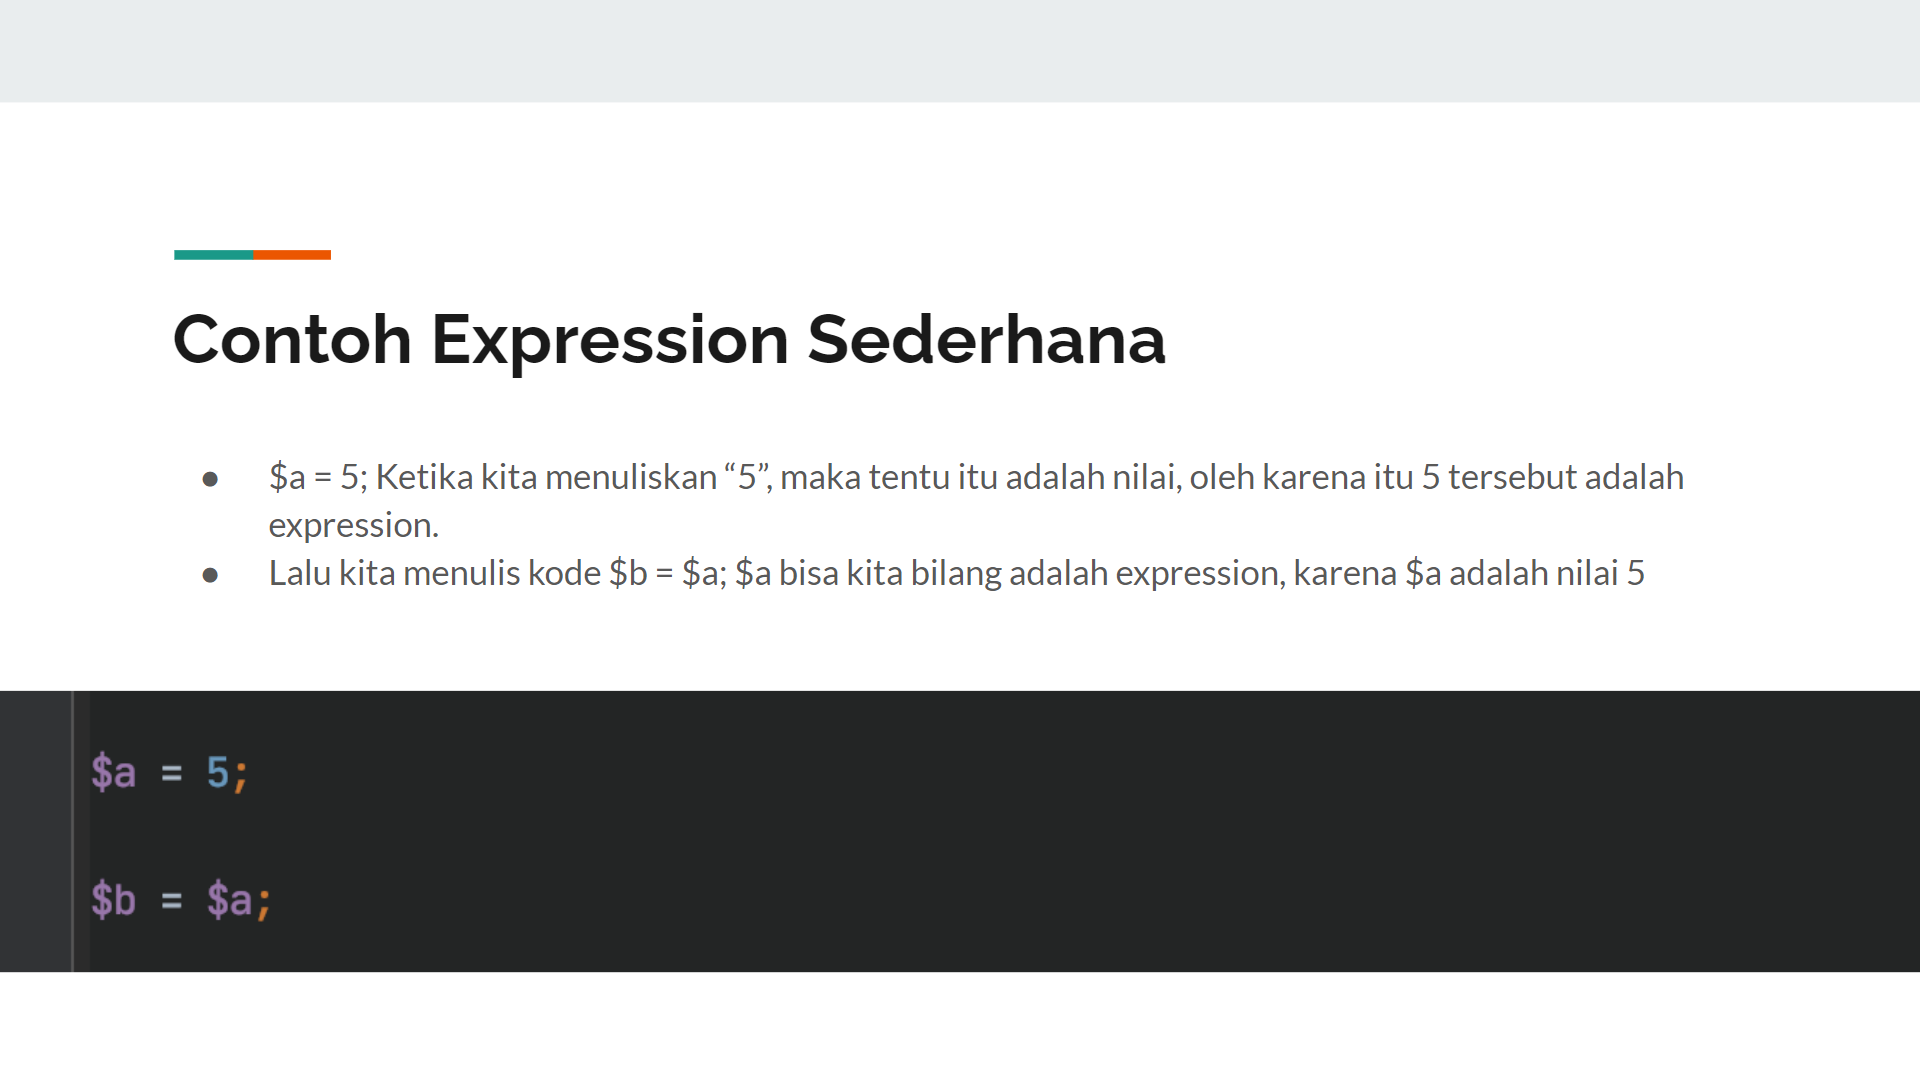 Contoh Expression Sederhana
● $a = 5; Ketika kita menuliskan “5”, maka tentu itu adalah nilai, oleh karena itu 5 tersebut adalah
expression.
● Lalu kita menulis kode $b = $a; $a bisa kita bilang adalah expression, karena $a adalah nilai 5
$a = 5;
$b = $a;